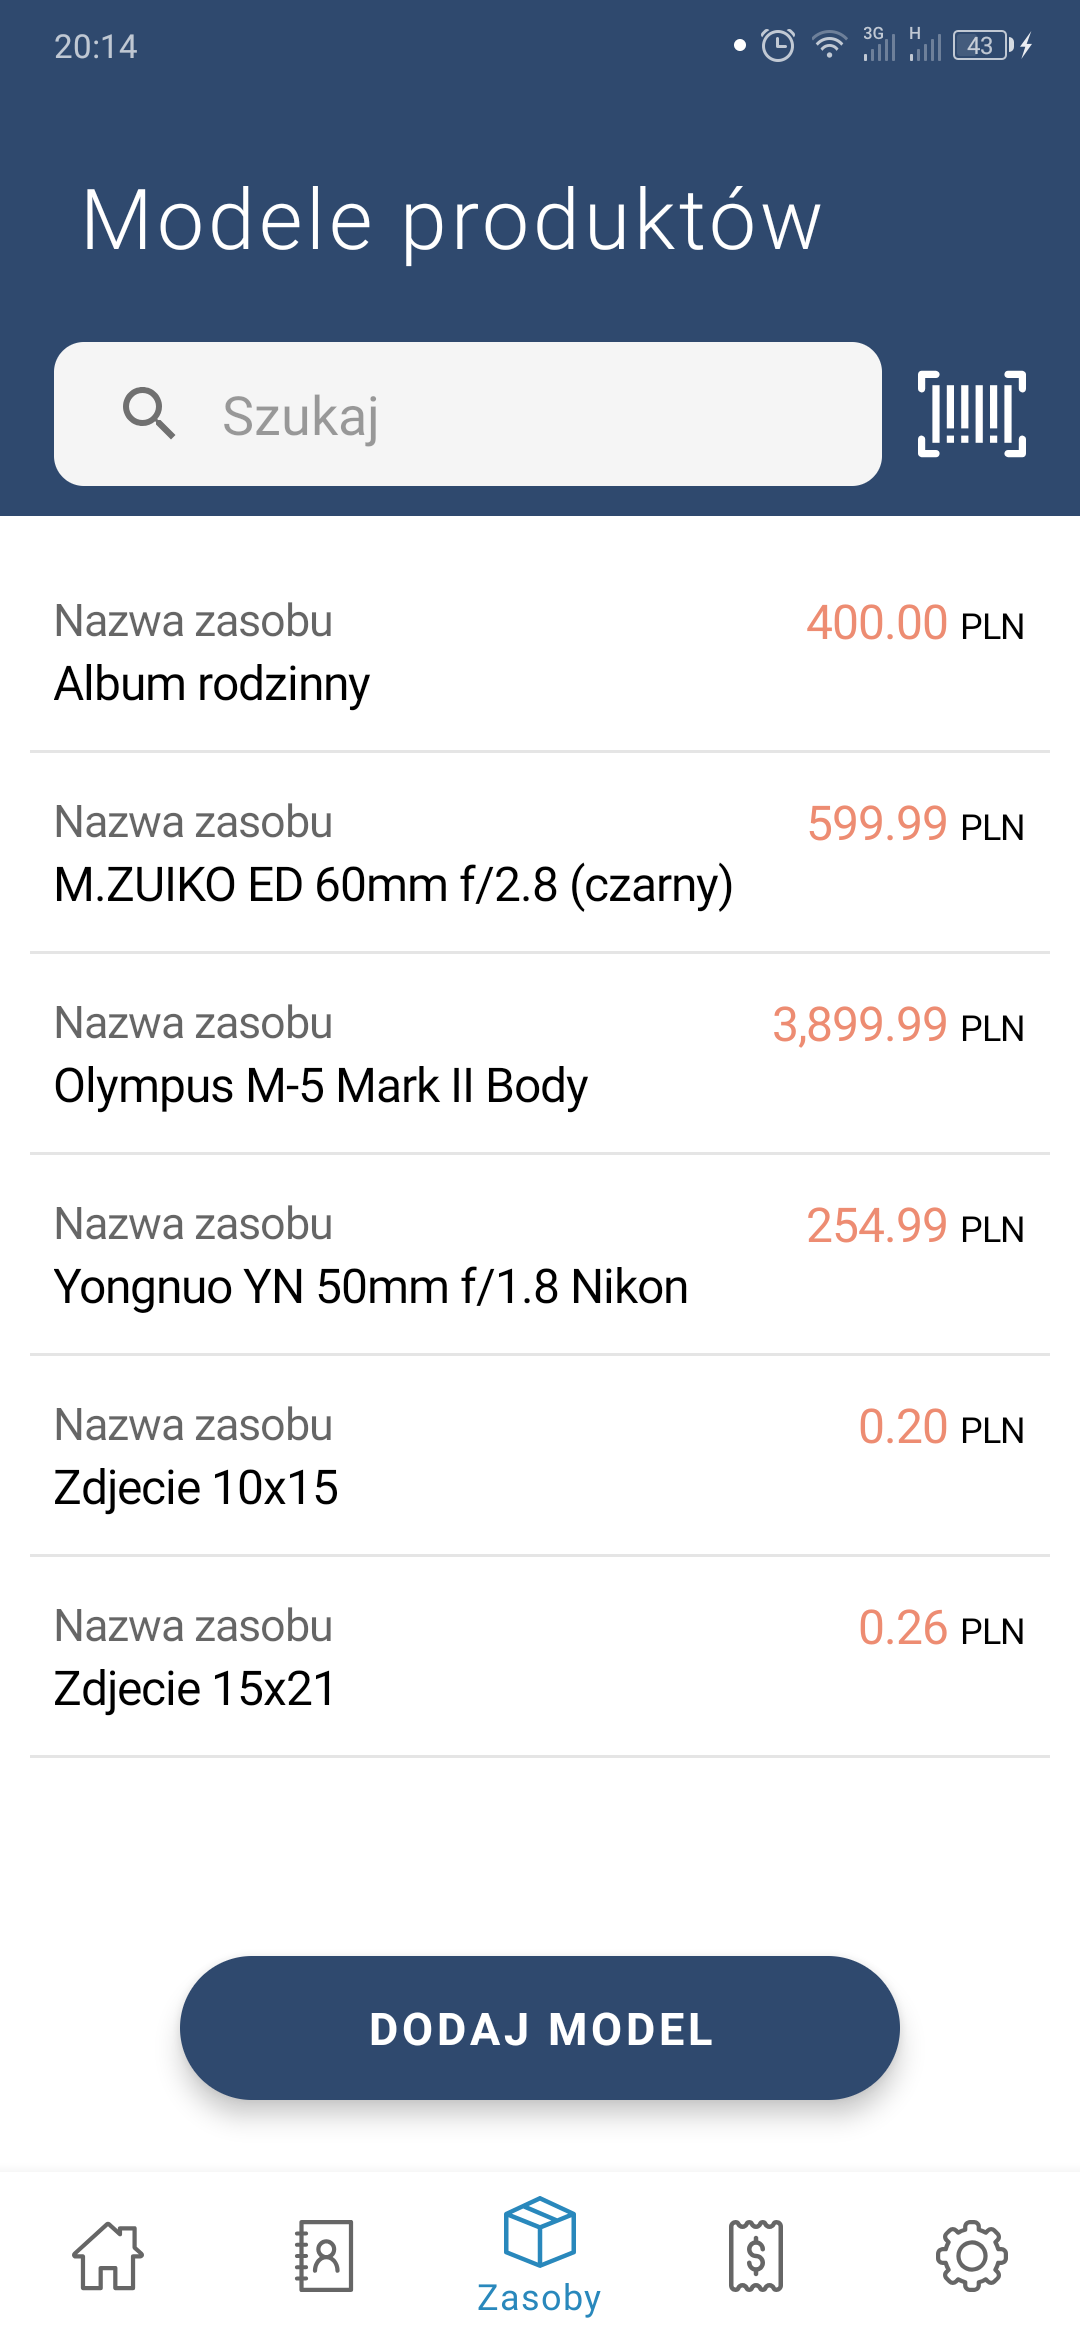 20:14
3G H 43
Modele produktów
Szukaj
Nazwa zasobu 400.00 PLN
Album rodzinny
Nazwa zasobu 599.99 PLN
M.ZUIKO ED 60mm f/2.8 (czarny)
Nazwa zasobu 3,899.99 PLN
Olympus M-5 Mark II Body
Nazwa zasobu 254.99 PLN
Yongnuo YN 50mm f/1.8 Nikon
Nazwa zasobu 0.20 PLN
Zdjecie 10x15
Nazwa zasobu 0.26 PLN
Zdjecie 15x21
DODAJ MODEL
Zasoby